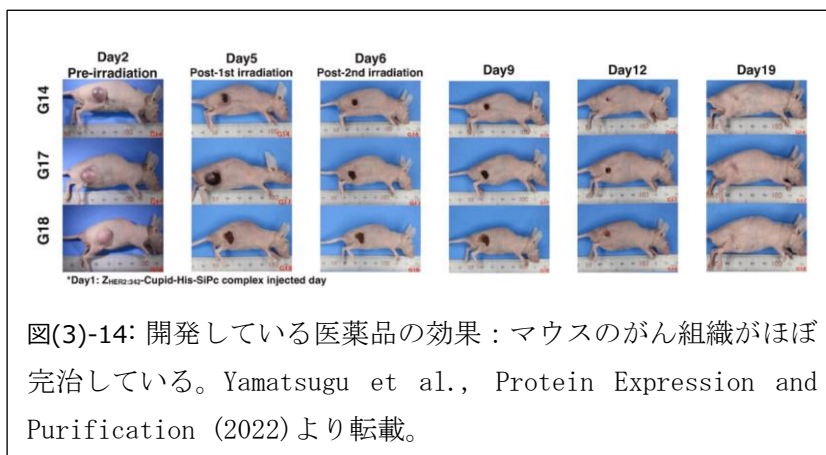 Day2 Day5 Day6 Day9 Day12 Day19
Pre-irradiation Post-1st irradiation Post-2nd irradiation
G14
G17
G18
*Day1: ZHER2:342-Cupid-His-SiPc complex injected day
図(3)-14: 開発している医薬品の効果：マウスのがん組織がほぼ
完治している。Yamatsugu et al., Protein Expression and
Purification (2022)より転載。